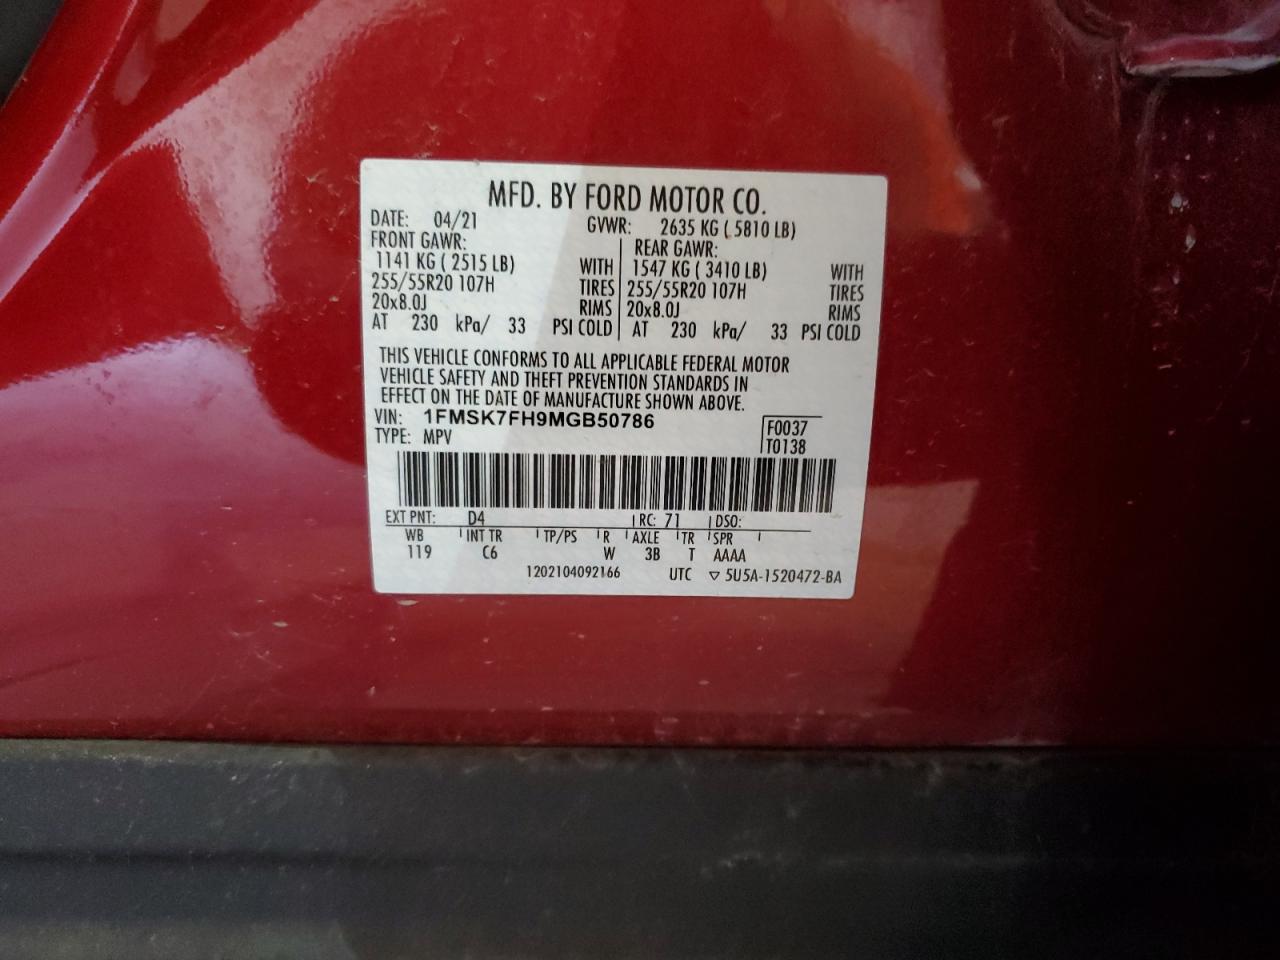 MFD. BY FORD MOTOR CO.
DATE: 04/21 GVWR: 2635 KG ( 5810 LB)
FRONT GAWR: REAR GAWR:
1141 KG ( 2515 LB) WITH 1547 KG ( 3410 LB) WITH
255/55R20 107H TIRES 255/55R20 107H TIRES
20x8.0J RIMS 20x8.0J RIMS
AT 230 kPa/ 33 PSI COLD AT 230 kPa/ 33 PSI COLD
THIS VEHICLE CONFORMS TO ALL APPLICABLE FEDERAL MOTOR
VEHICLE SAFETY AND THEFT PREVENTION STANDARDS IN
EFFECT ON THE DATE OF MANUFACTURE SHOWN ABOVE.
VIN: 1FMSK7FH9MGB50786 F0037
TYPE: MPV T0138
EXT PNT: D4 RC: 71 DSO:
WB INT TR TP/PS R AXLE TR SPR
119 C6 W 3B T AAAA
1202104092166 UTC ▽ 5U5A-1520472-BA